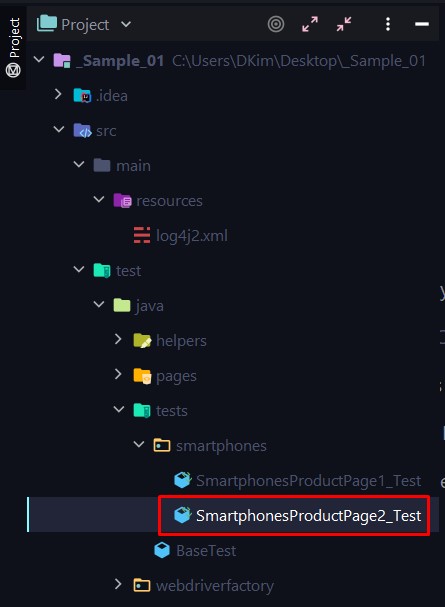 Project
Project
_Sample_01 C:\Users\DKim\Desktop\_Sample_01
.idea
src
main
resources
log4j2.xml
test
java
helpers
pages
tests
smartphones
SmartphonesProductPage1_Test
SmartphonesProductPage2_Test
BaseTest
webdriverfactory